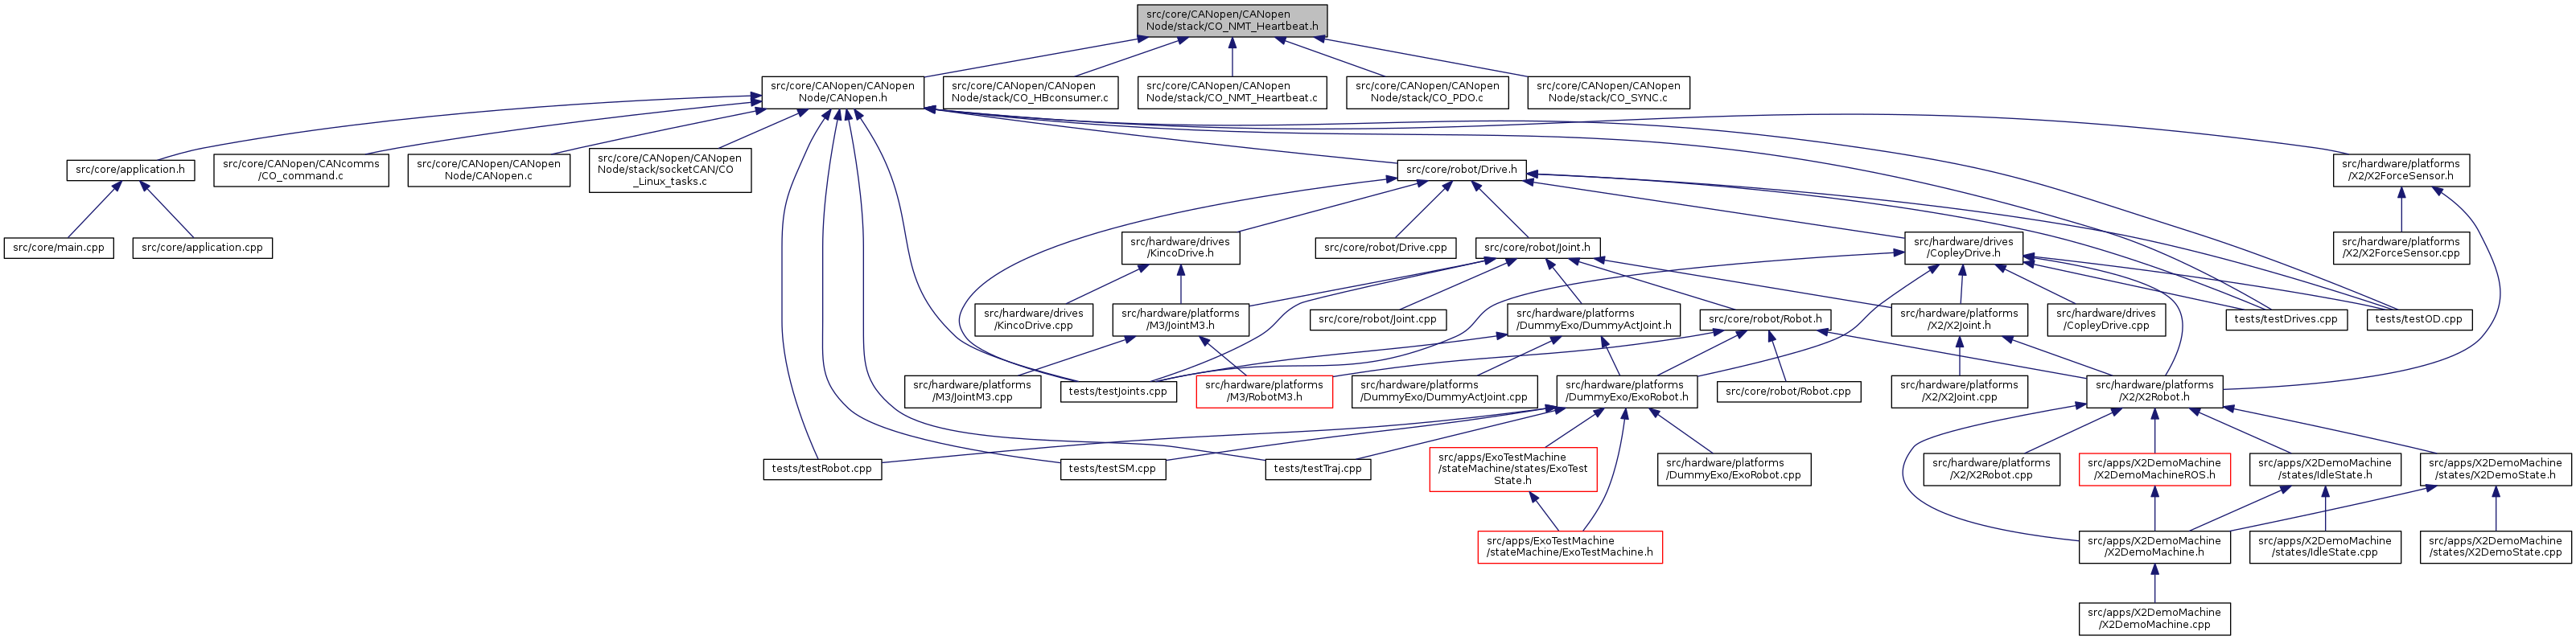 src/core/CANopen/CANopen
Node/stack/CO_NMT_Heartbeat.h
src/core/CANopen/CANopen
Node/CANopen.h
src/core/CANopen/CANopen
Node/stack/CO_HBconsumer.c
src/core/CANopen/CANopen
Node/stack/CO_NMT_Heartbeat.c
src/core/CANopen/CANopen
Node/stack/CO_PDO.c
src/core/CANopen/CANopen
Node/stack/CO_SYNC.c
src/core/application.h
src/core/CANopen/CANcomms
/CO_command.c
src/core/CANopen/CANopen
Node/CANopen.c
src/core/CANopen/CANopen
Node/stack/socketCAN/CO
_Linux_tasks.c
src/core/robot/Drive.h
src/hardware/platforms
/X2/X2ForceSensor.h
src/core/main.cpp
src/core/application.cpp
src/hardware/drives
/KincoDrive.h
src/core/robot/Drive.cpp
src/core/robot/Joint.h
src/hardware/drives
/CopleyDrive.h
src/hardware/platforms
/X2/X2ForceSensor.cpp
src/hardware/drives
/KincoDrive.cpp
src/hardware/platforms
/M3/JointM3.h
src/core/robot/Joint.cpp
src/hardware/platforms
/DummyExo/DummyActJoint.h
src/core/robot/Robot.h
src/hardware/platforms
/X2/X2Joint.h
src/hardware/drives
/CopleyDrive.cpp
tests/testDrives.cpp
tests/testOD.cpp
src/hardware/platforms
/M3/JointM3.cpp
tests/testJoints.cpp
src/hardware/platforms
/M3/RobotM3.h
src/hardware/platforms
/DummyExo/DummyActJoint.cpp
src/hardware/platforms
/DummyExo/ExoRobot.h
src/core/robot/Robot.cpp
src/hardware/platforms
/X2/X2Joint.cpp
src/hardware/platforms
/X2/X2Robot.h
tests/testRobot.cpp
tests/testSM.cpp
tests/testTraj.cpp
src/apps/ExoTestMachine
/stateMachine/states/ExoTest
State.h
src/hardware/platforms
/DummyExo/ExoRobot.cpp
src/hardware/platforms
/X2/X2Robot.cpp
src/apps/X2DemoMachine
/X2DemoMachineROS.h
src/apps/X2DemoMachine
/states/IdleState.h
src/apps/X2DemoMachine
/states/X2DemoState.h
src/apps/ExoTestMachine
/stateMachine/ExoTestMachine.h
src/apps/X2DemoMachine
/X2DemoMachine.h
src/apps/X2DemoMachine
/states/IdleState.cpp
src/apps/X2DemoMachine
/states/X2DemoState.cpp
src/apps/X2DemoMachine
/X2DemoMachine.cpp